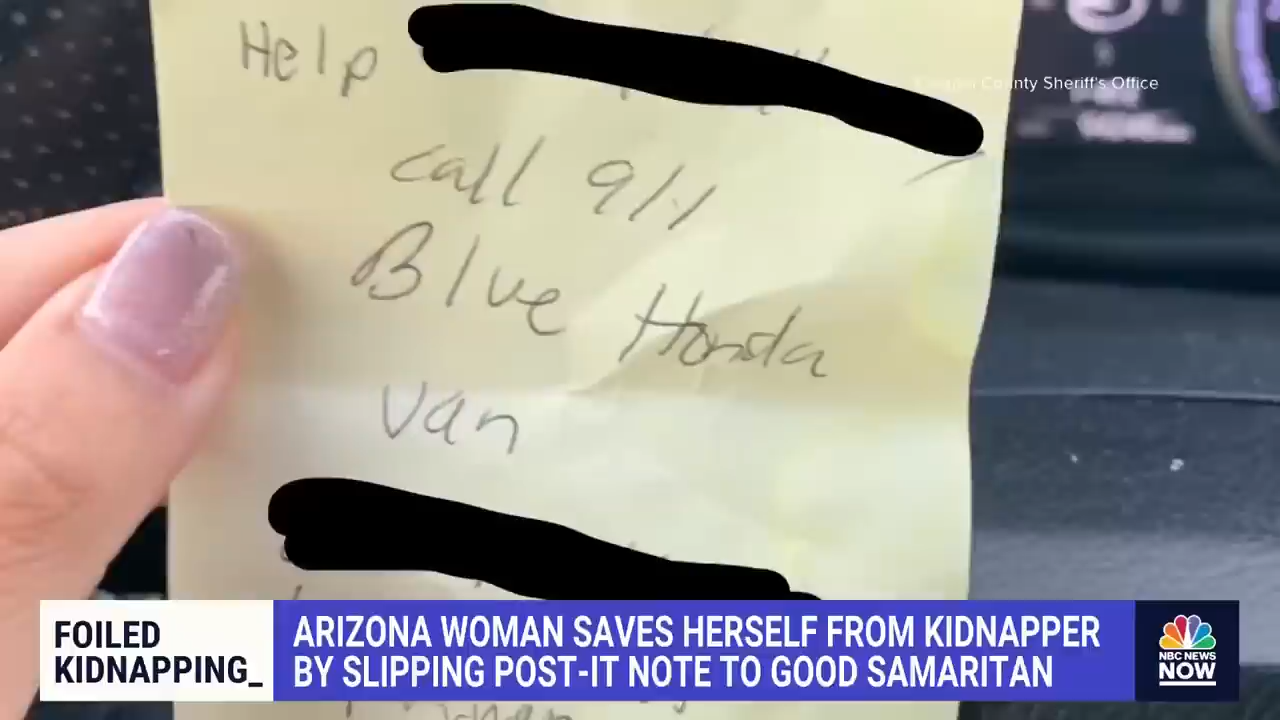 Help
County Sheriff's Office
call 911
Blue Honda
van
FOILED
KIDNAPPING_
ARIZONA WOMAN SAVES HERSELF FROM KIDNAPPER
BY SLIPPING POST-IT NOTE TO GOOD SAMARITAN
NBC NEWS
NOW